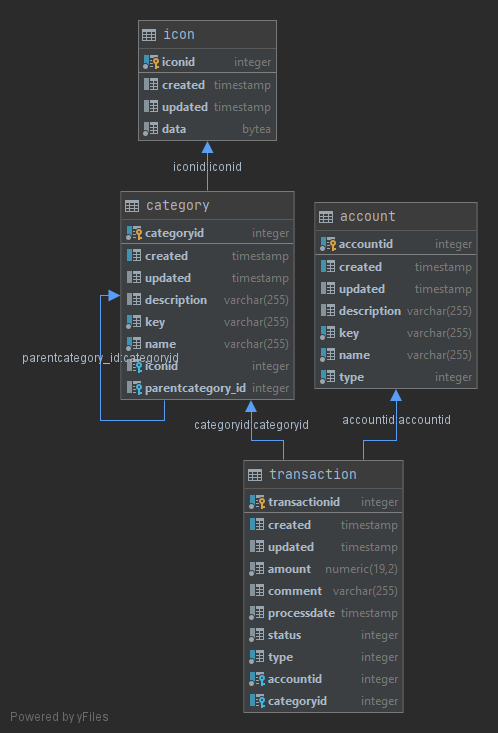 icon
iconid integer
created timestamp
updated timestamp
data bytea
iconid:iconid
category
categoryid integer
created timestamp
updated timestamp
description varchar(255)
key varchar(255)
name varchar(255)
iconid integer
parentcategory_id integer
parentcategory_id:categoryid
account
accountid integer
created timestamp
updated timestamp
description varchar(255)
key varchar(255)
name varchar(255)
type integer
categoryid:categoryid
accountid:accountid
transaction
transactionid integer
created timestamp
updated timestamp
amount numeric(19,2)
comment varchar(255)
processdate timestamp
status integer
type integer
accountid integer
categoryid integer
Powered by yFiles